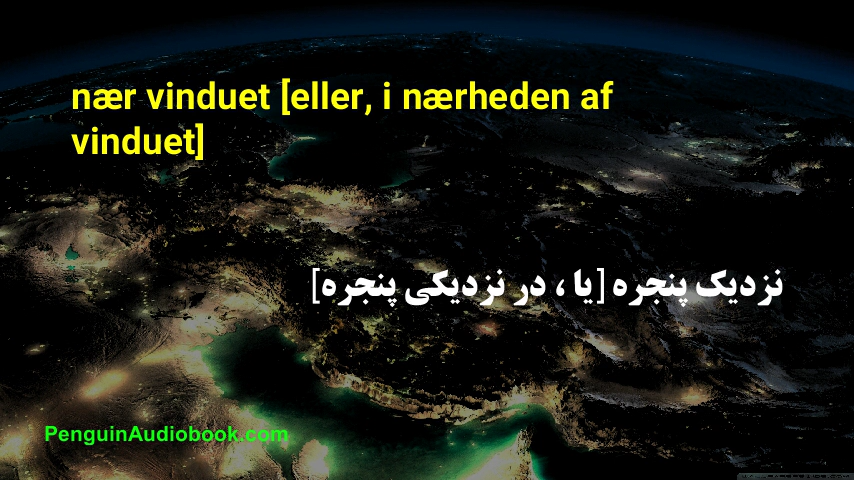 nær vinduet [eller, i nærheden af
vinduet]
نزدیک پنجره [یا ، در نزدیکی پنجره]
PenguinAudiobook.com